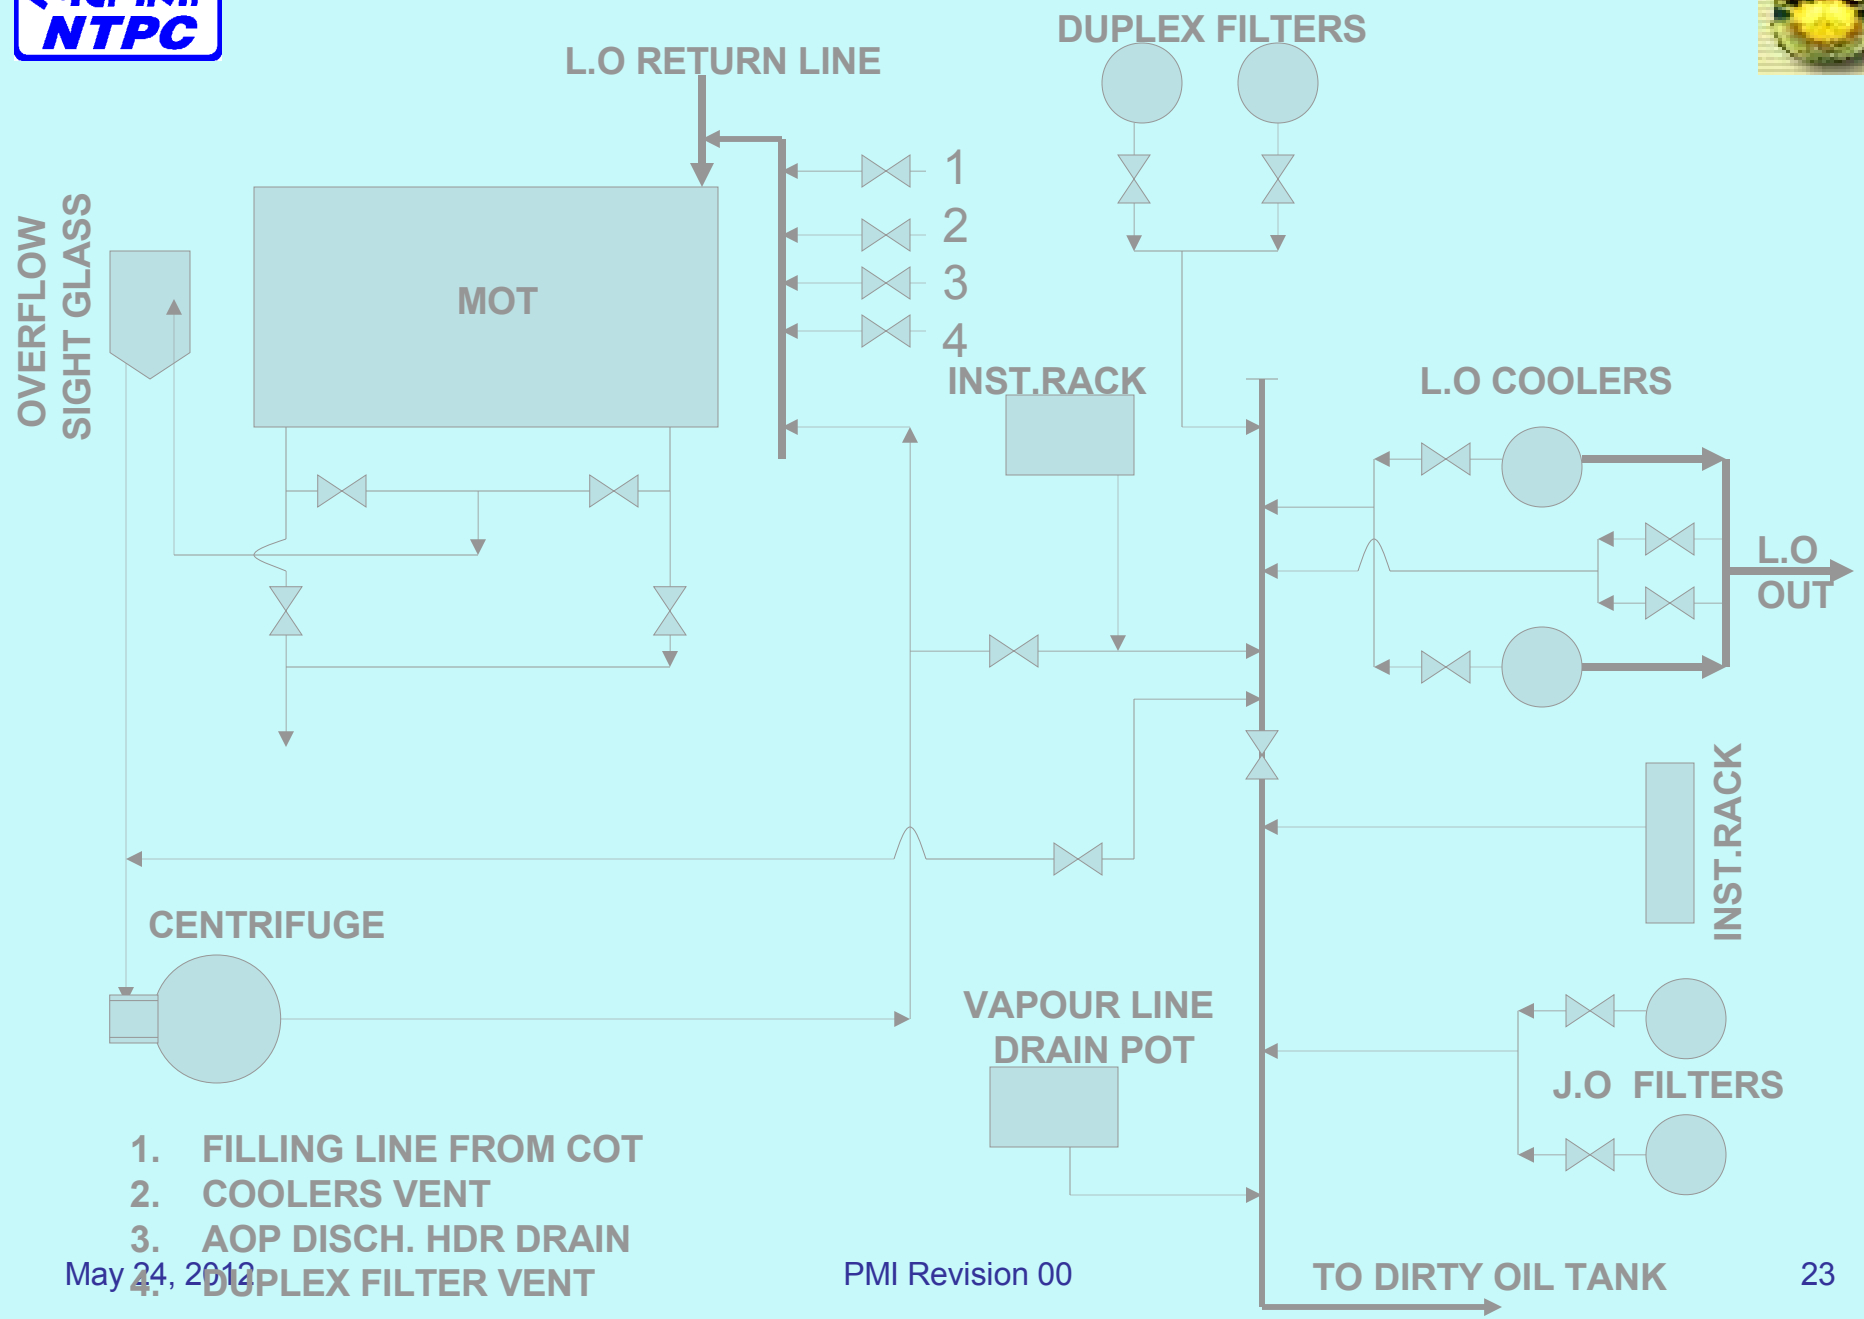 NTPC
DUPLEX FILTERS
L.O RETURN LINE
1
2
3
4
OVERFLOW
SIGHT GLASS
MOT
INST.RACK
L.O COOLERS
L.O
OUT
INST.RACK
CENTRIFUGE
VAPOUR LINE
DRAIN POT
J.O FILTERS
1. FILLING LINE FROM COT
2. COOLERS VENT
3. AOP DISCH. HDR DRAIN
4. DUPLEX FILTER VENT
May 24, 2012
PMI Revision 00
TO DIRTY OIL TANK
23